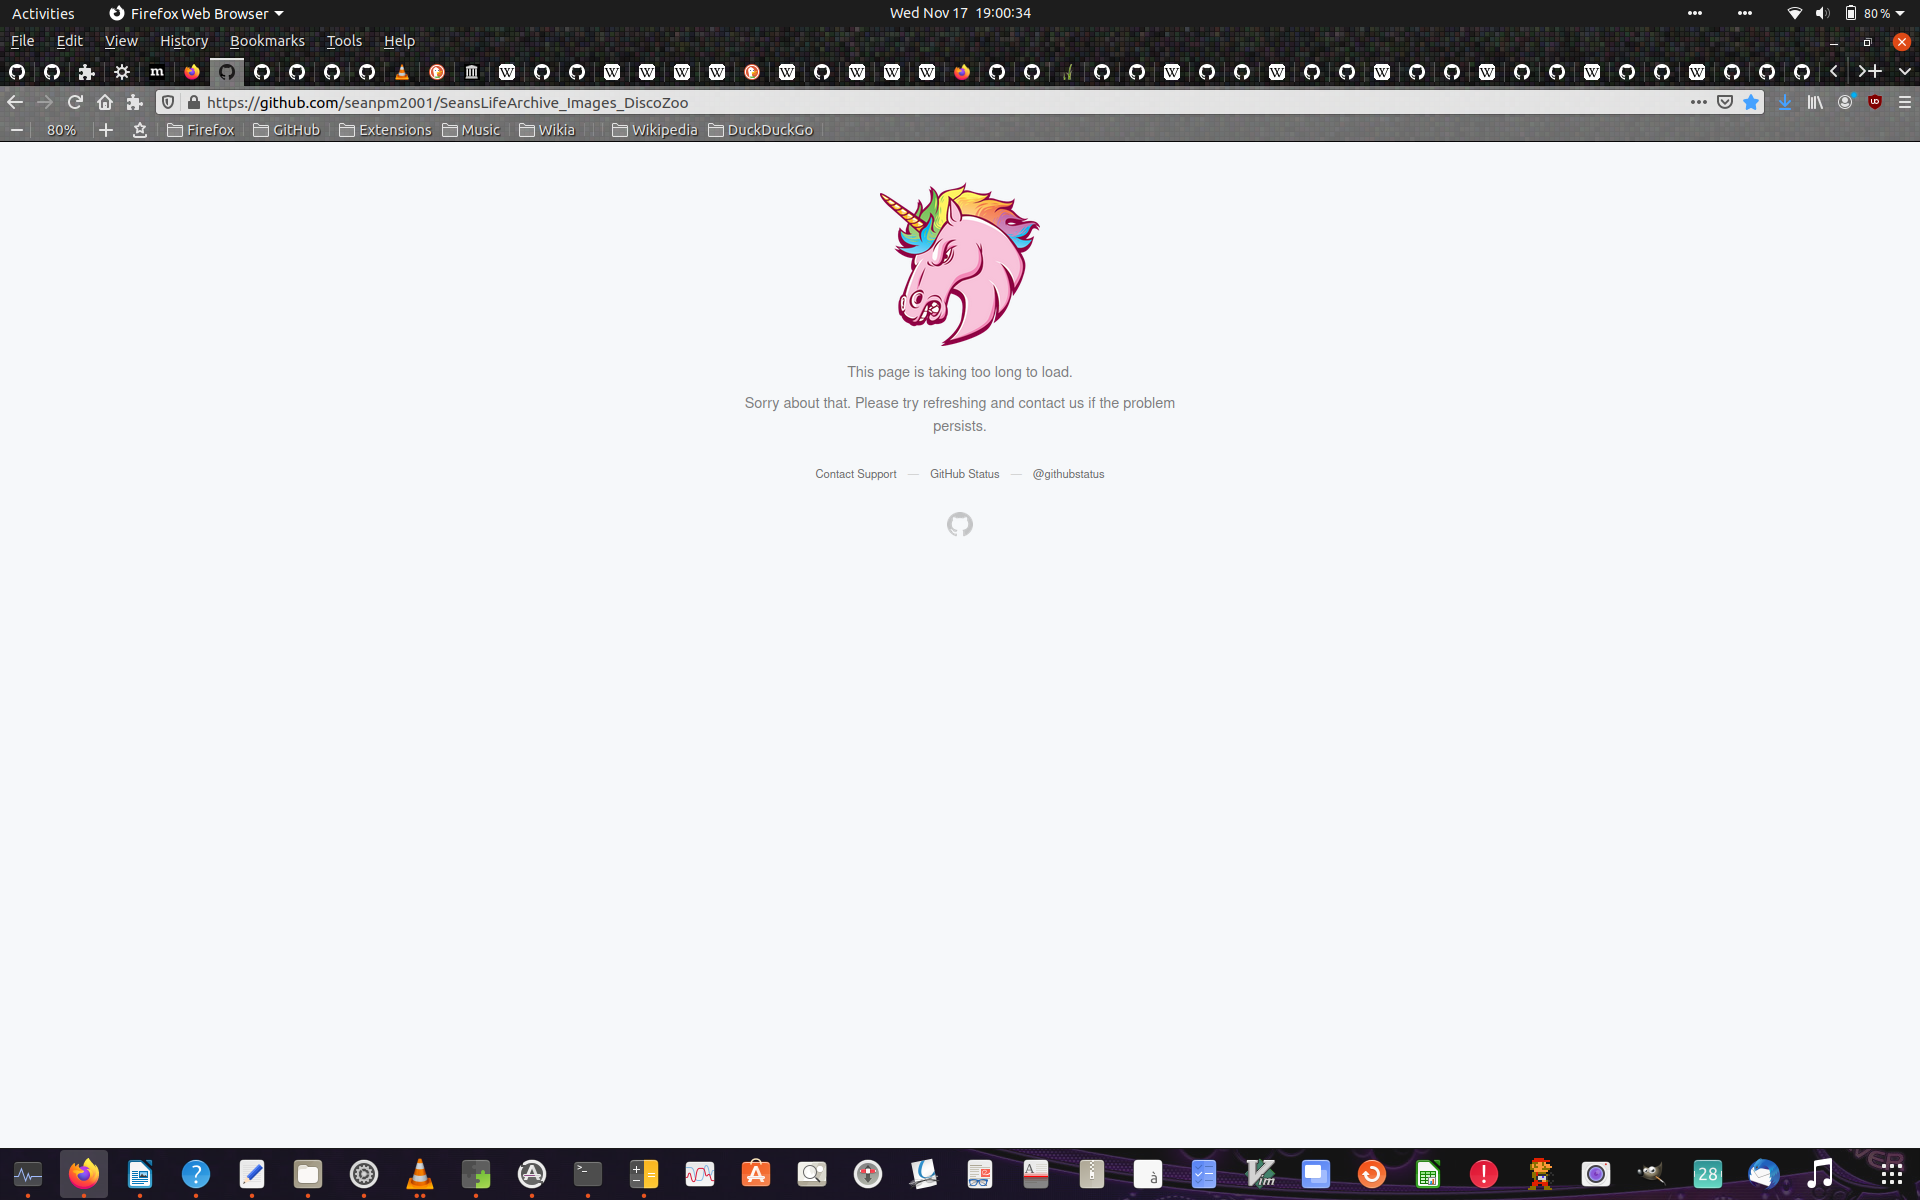 Activities Firefox Web Browser Wed Nov 17 19:00:34 80 %
File Edit View History Bookmarks Tools Help
https://github.com/seanpm2001/SeansLifeArchive_Images_DiscoZoo
80% Firefox GitHub Extensions Music Wikia Wikipedia DuckDuckGo
This page is taking too long to load.
Sorry about that. Please try refreshing and contact us if the problem
persists.
Contact Support — GitHub Status — @githubstatus
28